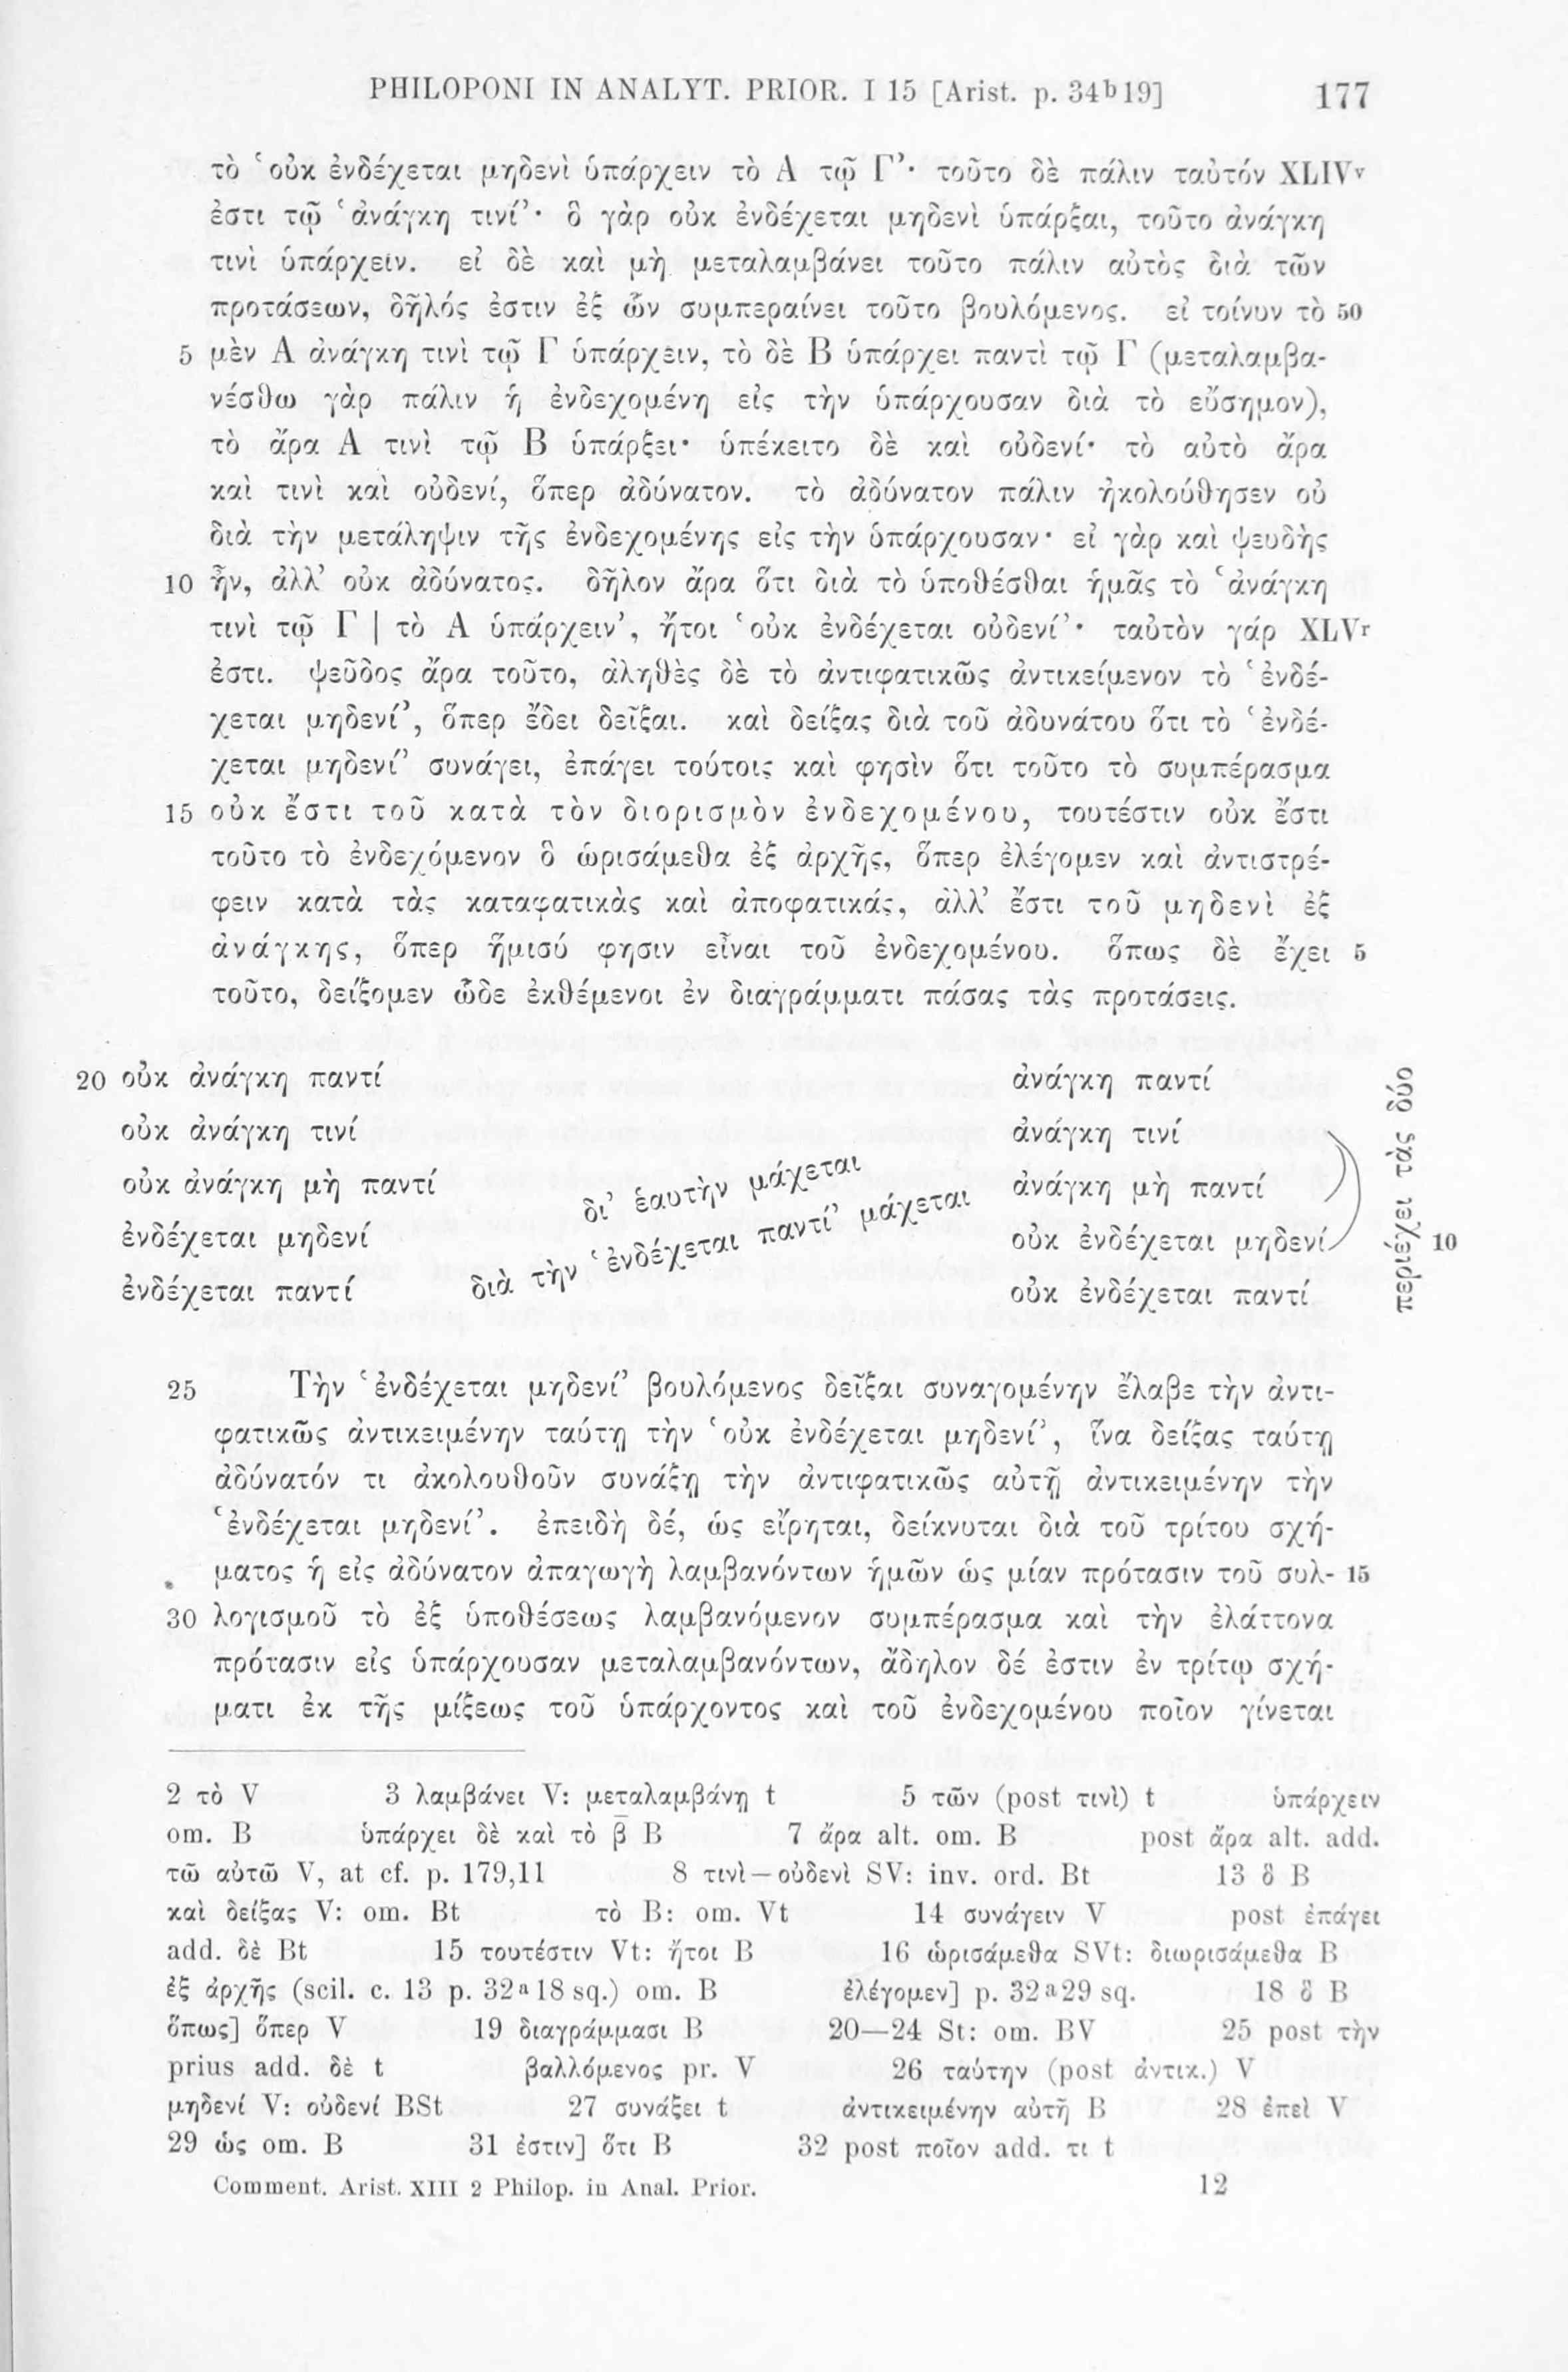 PHILOPONI IN ANALYT. PRIOR. I 15 [Arist. p. 34b19] 177
τὸ ‘οὐκ ἐνδέχεται μηδενὶ ὑπάρχειν τὸ Α τῷ Γ’· τοῦτο δὲ πάλιν ταὐτόν XLIVv
ἐστι τῷ ‘ἀνάγκη τινί’· ὃ γὰρ οὐκ ἐνδέχεται μηδενὶ ὑπάρξαι, τοῦτο ἀνάγκη
τινὶ ὑπάρχειν. εἰ δὲ καὶ μὴ μεταλαμβάνει τοῦτο πάλιν αὐτὸς διὰ τῶν
προτάσεων, δῆλός ἐστιν ἐξ ὧν συμπεραίνει τοῦτο βουλόμενος. εἰ τοίνυν τὸ 50
5 μὲν Α ἀνάγκη τινὶ τῷ Γ ὑπάρχειν, τὸ δὲ Β ὑπάρχει παντὶ τῷ Γ (μεταλαμβα-
νέσθω γὰρ πάλιν ἡ ἐνδεχομένη εἰς τὴν ὑπάρχουσαν διὰ τὸ εὔσημον),
τὸ ἄρα Α τινὶ τῷ Β ὑπάρξει· ὑπέκειτο δὲ καὶ οὐδενί· τὸ αὐτὸ ἄρα
καὶ τινὶ καὶ οὐδενί, ὅπερ ἀδύνατον. τὸ ἀδύνατον πάλιν ἠκολούθησεν οὐ
διὰ τὴν μετάληψιν τῆς ἐνδεχομένης εἰς τὴν ὑπάρχουσαν· εἰ γὰρ καὶ ψευδὴς
10 ἦν, ἀλλ’ οὐκ ἀδύνατος. δῆλον ἄρα ὅτι διὰ τὸ ὑποθέσθαι ἡμᾶς τὸ ‘ἀνάγκη
τινὶ τῷ Γ | τὸ Α ὑπάρχειν’, ἤτοι ‘οὐκ ἐνδέχεται οὐδενί’· ταὐτὸν γάρ XLVr
ἐστι. ψεῦδος ἄρα τοῦτο, ἀληθὲς δὲ τὸ ἀντιφατικῶς ἀντικείμενον τὸ ‘ἐνδέ-
χεται μηδενί’, ὅπερ ἔδει δεῖξαι. καὶ δείξας διὰ τοῦ ἀδυνάτου ὅτι τὸ ‘ἐνδέ-
χεται μηδενί’ συνάγει, ἐπάγει τούτοις καὶ φησὶν ὅτι τοῦτο τὸ συμπέρασμα
15 οὐκ ἔστι τοῦ κατὰ τὸν διορισμὸν ἐνδεχομένου, τουτέστιν οὐκ ἔστι
τοῦτο τὸ ἐνδεχόμενον ὃ ὡρισάμεθα ἐξ ἀρχῆς, ὅπερ ἐλέγομεν καὶ ἀντιστρέ-
φειν κατὰ τὰς καταφατικὰς καὶ ἀποφατικάς, ἀλλ’ ἔστι τοῦ μηδενὶ ἐξ
ἀνάγκης, ὅπερ ἥμισύ φησιν εἶναι τοῦ ἐνδεχομένου. ὅπως δὲ ἔχει 5
τοῦτο, δείξομεν ὧδε ἐκθέμενοι ἐν διαγράμματι πάσας τὰς προτάσεις.
20 οὐκ ἀνάγκη παντί
οὐκ ἀνάγκη τινί
οὐκ ἀνάγκη μὴ παντί
ἐνδέχεται μηδενί
ἐνδέχεται παντί
δι’ ἑαυτὴν μάχεται
διὰ τὴν ‘ἐνδέχεται παντί’ μάχεται
ἀνάγκη παντί
ἀνάγκη τινί
ἀνάγκη μὴ παντί
οὐκ ἐνδέχεται μηδενί
οὐκ ἐνδέχεται παντί
περιέχει τὰς δύο
10
25 Τὴν ‘ἐνδέχεται μηδενί’ βουλόμενος δεῖξαι συναγομένην ἔλαβε τὴν ἀντι-
φατικῶς ἀντικειμένην ταύτῃ τὴν ‘οὐκ ἐνδέχεται μηδενί’, ἵνα δείξας ταύτῃ
ἀδύνατόν τι ἀκολουθοῦν συνάξῃ τὴν ἀντιφατικῶς αὐτῇ ἀντικειμένην τὴν
‘ἐνδέχεται μηδενί’. ἐπειδὴ δέ, ὡς εἴρηται, δείκνυται διὰ τοῦ τρίτου σχή-
ματος ἡ εἰς ἀδύνατον ἀπαγωγὴ λαμβανόντων ἡμῶν ὡς μίαν πρότασιν τοῦ συλ- 15
30 λογισμοῦ τὸ ἐξ ὑποθέσεως λαμβανόμενον συμπέρασμα καὶ τὴν ἐλάττονα
πρότασιν εἰς ὑπάρχουσαν μεταλαμβανόντων, ἄδηλον δέ ἐστιν ἐν τρίτῳ σχή-
ματι ἐκ τῆς μίξεως τοῦ ὑπάρχοντος καὶ τοῦ ἐνδεχομένου ποῖον γίνεται
2 τὸ V 3 λαμβάνει V: μεταλαμβάνῃ t 5 τῶν (post τινὶ) t ὑπάρχειν
om. B ὑπάρχει δὲ καὶ τὸ β̅ B 7 ἄρα alt. om. B post ἄρα alt. add.
τῶ αὐτῶ V, at cf. p. 179,11 8 τινὶ—οὐδενὶ SV: inv. ord. Bt 13 ὃ B
καὶ δείξας V: om. Bt τὸ B: om. Vt 14 συνάγειν V post ἐπάγει
add. δὲ Bt 15 τουτέστιν Vt: ἤτοι B 16 ὡρισάμεθα SVt: διωρισάμεθα B
ἐξ ἀρχῆς (scil. c. 13 p. 32a18 sq.) om. B ἐλέγομεν] p. 32a29 sq. 18 ὃ B
ὅπως] ὅπερ V 19 διαγράμμασι B 20—24 St: om. BV 25 post τὴν
prius add. δὲ t βαλλόμενος pr. V 26 ταύτην (post ἀντικ.) V
μηδενί V: οὐδενί BSt 27 συνάξει t ἀντικειμένην αὐτῆ B 28 ἐπεὶ V
29 ὡς om. B 31 ἐστιν] ὅτι B 32 post ποῖον add. τι t
Comment. Arist. XIII 2 Philop. in Anal. Prior. 12